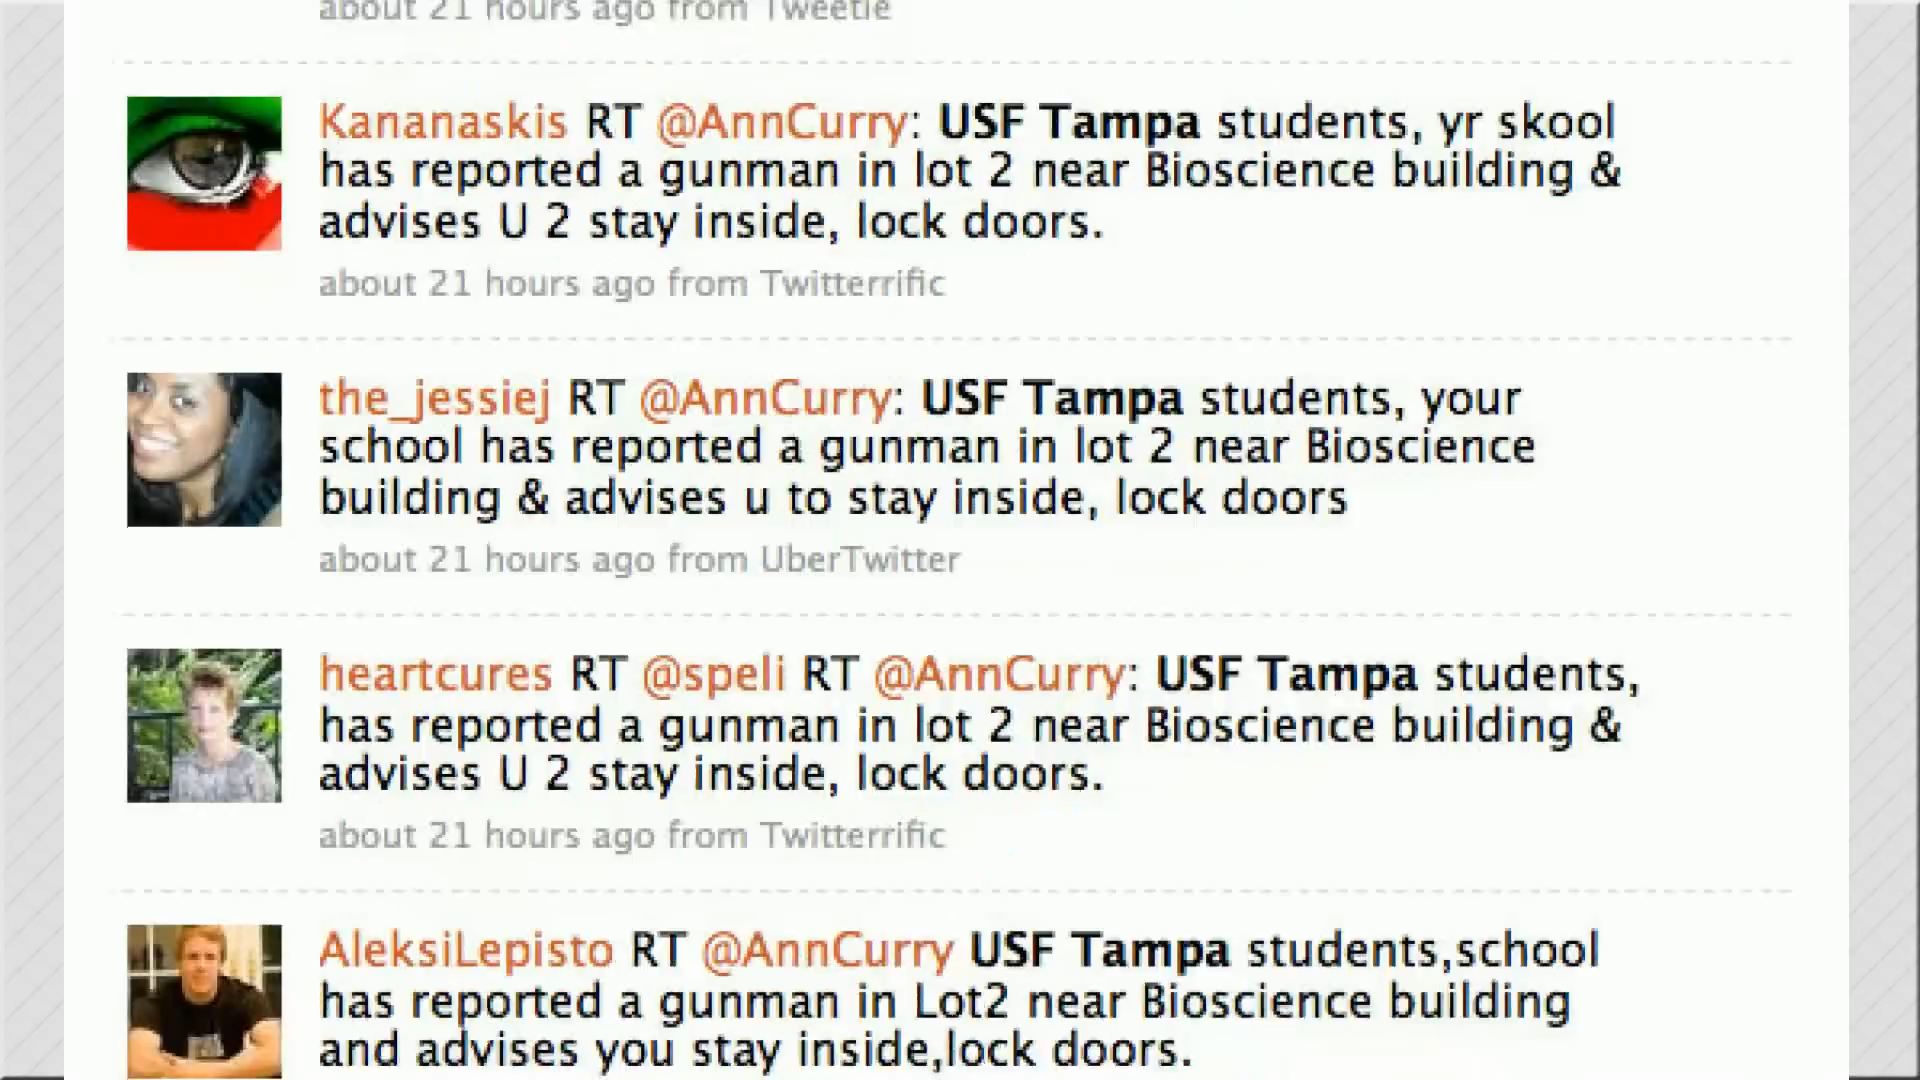 about 21 hours ago from Tweetie
Kananaskis RT @AnnCurry: USF Tampa students, yr skool
has reported a gunman in lot 2 near Bioscience building &
advises U 2 stay inside, lock doors.
about 21 hours ago from Twitterrific
the_jessiej RT @AnnCurry: USF Tampa students, your
school has reported a gunman in lot 2 near Bioscience
building & advises u to stay inside, lock doors
about 21 hours ago from UberTwitter
heartcures RT @speli RT @AnnCurry: USF Tampa students,
has reported a gunman in lot 2 near Bioscience building &
advises U 2 stay inside, lock doors.
about 21 hours ago from Twitterrific
AleksiLepisto RT @AnnCurry USF Tampa students,school
has reported a gunman in Lot2 near Bioscience building
and advises you stay inside,lock doors.